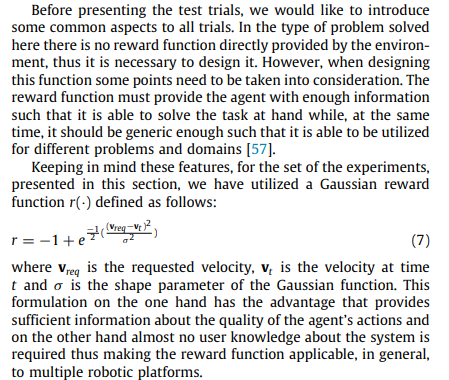 Before presenting the test trials, we would like to introduce
some common aspects to all trials. In the type of problem solved
here there is no reward function directly provided by the environ-
ment, thus it is necessary to design it. However, when designing
this function some points need to be taken into consideration. The
reward function must provide the agent with enough information
such that it is able to solve the task at hand while, at the same
time, it should be generic enough such that it is able to be utilized
for different problems and domains [57].
Keeping in mind these features, for the set of the experiments,
presented in this section, we have utilized a Gaussian reward
function r(·) defined as follows:
r = −1 + e^{\frac{-1}{2}(\frac{(v_{req}−v_t)^2}{σ^2})} (7)
where v_{req} is the requested velocity, v_t is the velocity at time
t and σ is the shape parameter of the Gaussian function. This
formulation on the one hand has the advantage that provides
sufficient information about the quality of the agent's actions and
on the other hand almost no user knowledge about the system is
required thus making the reward function applicable, in general,
to multiple robotic platforms.